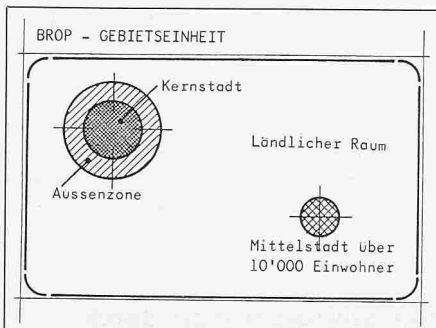 BROP - GEBIETSEINHEIT
Kernstadt
Ländlicher Raum
Aussenzone
Mittelstadt über
10'000 Einwohner